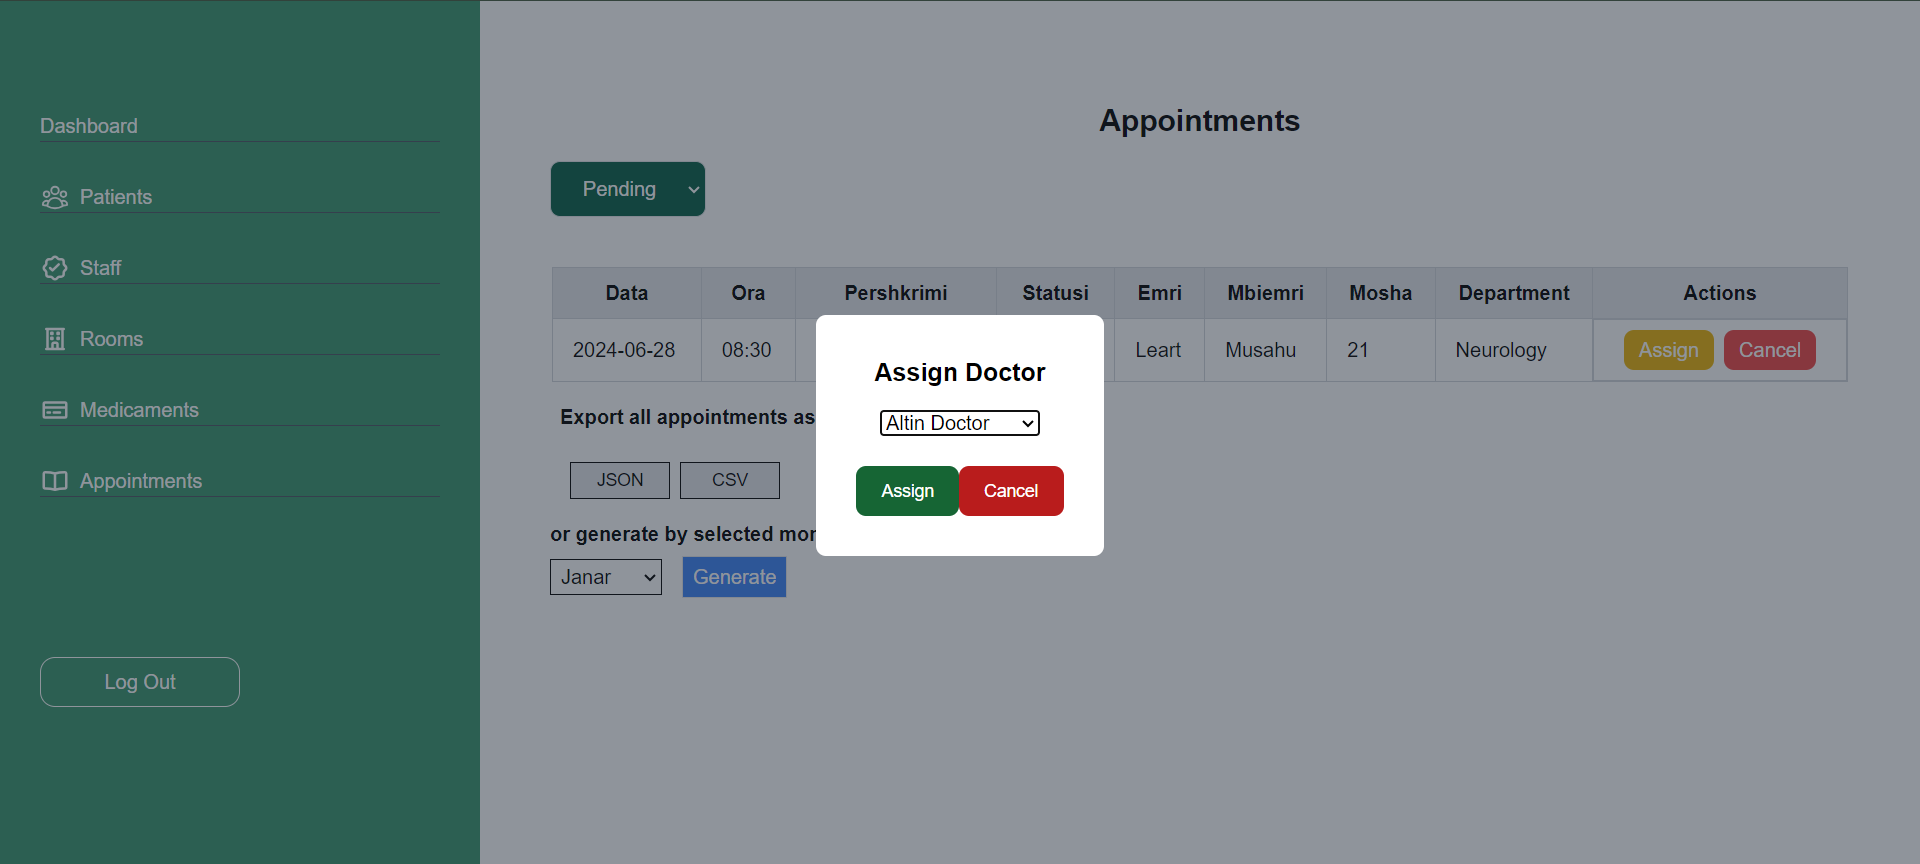 Dashboard
Patients
Staff
Rooms
Medicaments
Appointments
Log Out
Appointments
Pending
Data Ora Pershkrimi Statusi Emri Mbiemri Mosha Department Actions
2024-06-28 08:30 Leart Musahu 21 Neurology Assign Cancel
Export all appointments as
JSON CSV
or generate by selected
Janar Generate
Assign Doctor
Altin Doctor
Assign Cancel